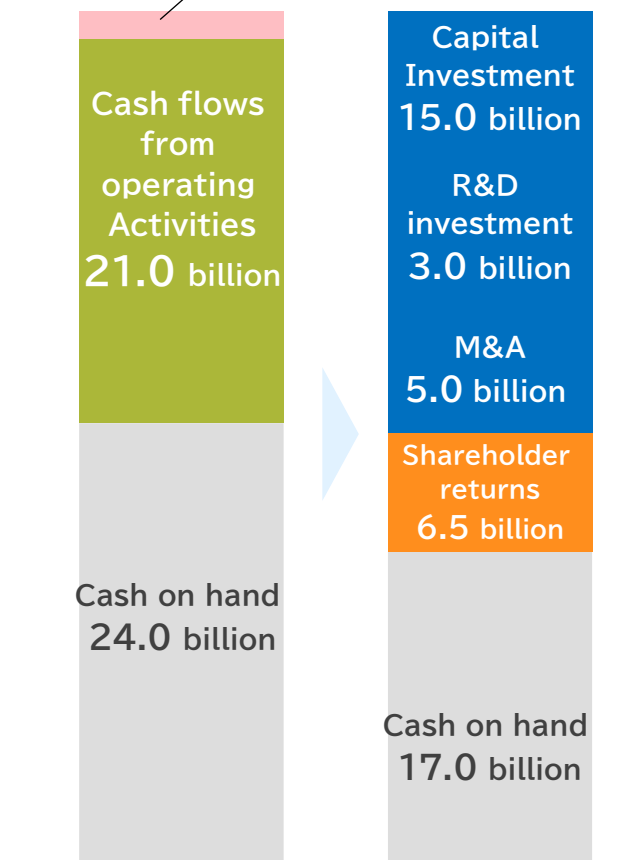 Cash flows
from
operating
Activities
21.0 billion
Cash on hand
24.0 billion
Capital
Investment
15.0 billion
R&D
investment
3.0 billion
M&A
5.0 billion
Shareholder
returns
6.5 billion
Cash on hand
17.0 billion